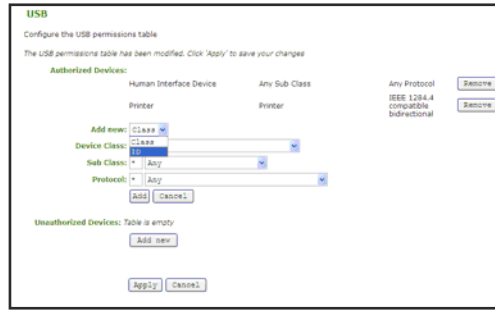 USB
Configure the USB permissions table
The USB permissions table has been modified. Click 'Apply' to save your changes
Authorized Devices:
Human Interface Device Any Sub Class Any Protocol Remove
Printer Printer IEEE 1284.4 compatible bidirectional Remove
Add new: Class
Class
ID
Device Class:
Sub Class: * Any
Protocol: * Any
Add Cancel
Unauthorized Devices: Table is empty
Add new
Apply Cancel